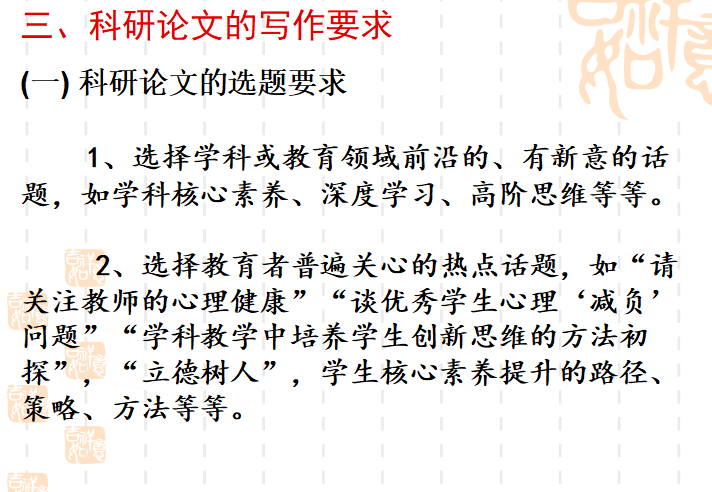 三、科研论文的写作要求
(一) 科研论文的选题要求
1、选择学科或教育领域前沿的、有新意的话
题，如学科核心素养、深度学习、高阶思维等等。
2、选择教育者普遍关心的热点话题，如“请
关注教师的心理健康”“谈优秀学生心理‘减负’
问题”“学科教学中培养学生创新思维的方法初
探”，“立德树人”，学生核心素养提升的路径、
策略、方法等等。